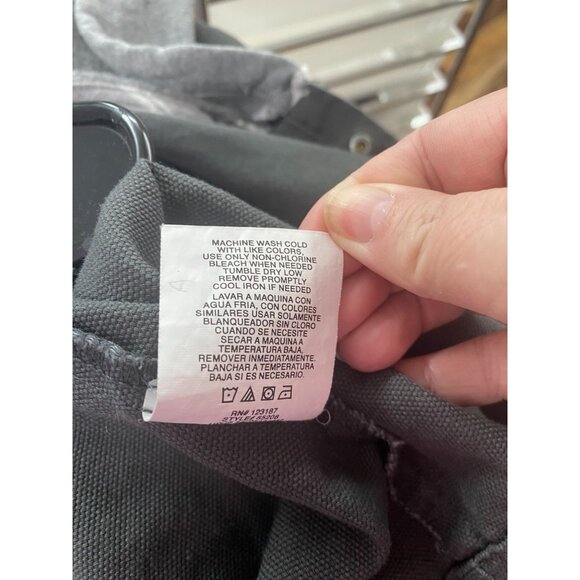 MACHINE WASH COLD
WITH LIKE COLORS,
USE ONLY NON-CHLORINE
BLEACH WHEN NEEDED
TUMBLE DRY LOW
REMOVE PROMPTLY
COOL IRON IF NEEDED
LAVAR A MAQUINA CON
AGUA FRIA, CON COLORES
SIMILARES USAR SOLAMENTE
BLANQUEADOR SIN CLORO
CUANDO SE NECESITE
SECAR A MAQUINA A
TEMPERATURA BAJA,
REMOVER INMEDIATAMENTE.
PLANCHAR A TEMPERATURA
BAJA SI ES NECESARIO.
RN# 123187
STYLE# 55208